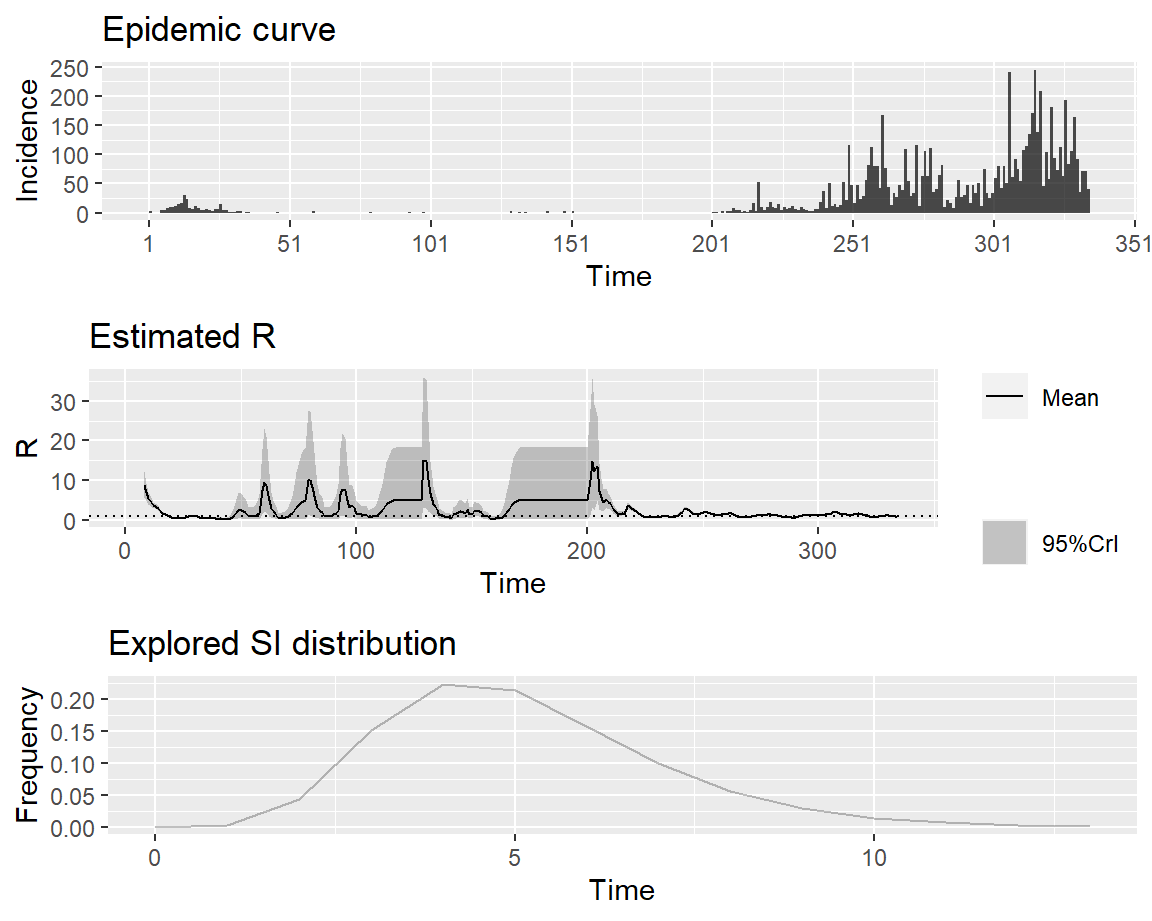 Epidemic curve
250
200
150
100
50
0
Incidence
1 51 101 151 201 251 301 351
Time
Estimated R
30
20
10
0
R
0 100 200 300
Time
Mean
95%CrI
Explored SI distribution
0.20
0.15
0.10
0.05
0.00
Frequency
0 5 10
Time